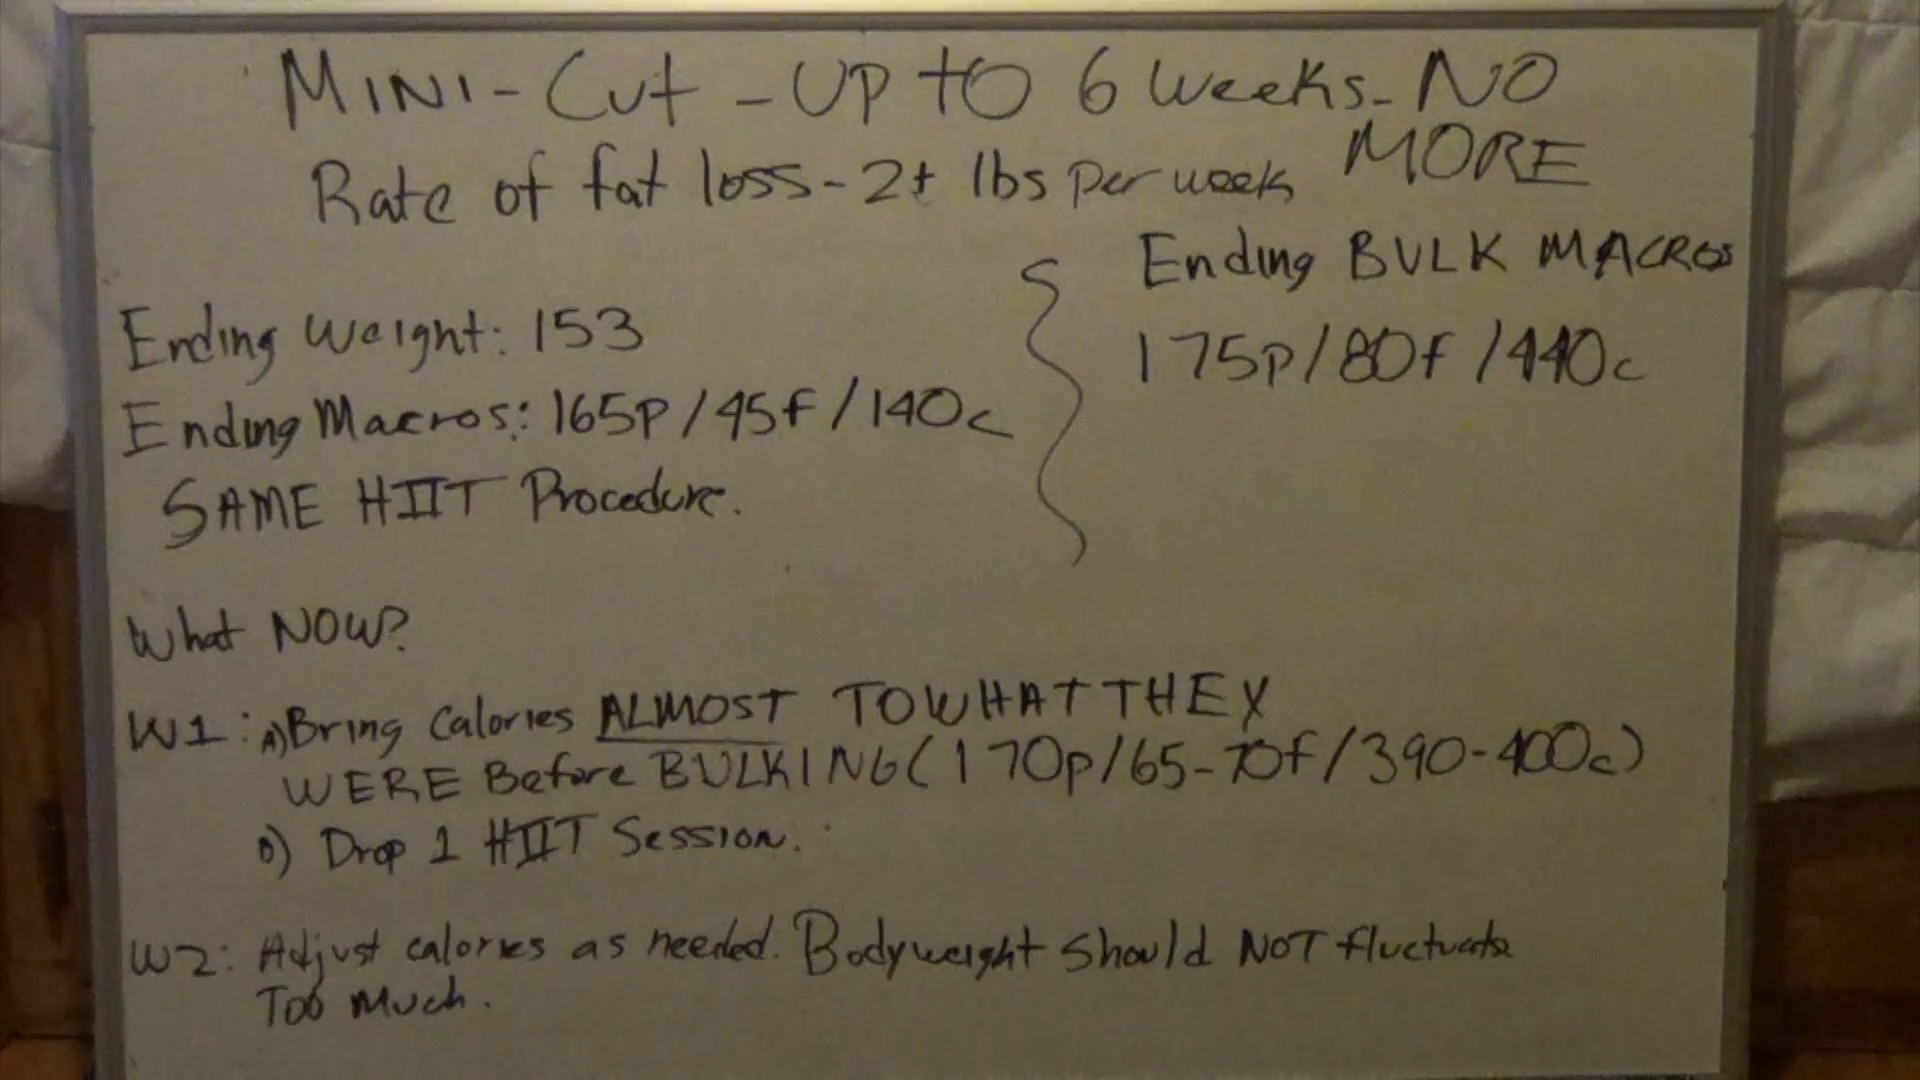 MINI-Cut - UP to 6 Weeks- NO
MORE
Rate of fat loss - 2+ lbs per week
Ending BULK MACROS
175p/80f/440c
Ending Weight: 153
Ending Macros: 165P/45f/140c
SAME HIIT Procedure.
What NOW?
W1: A) Bring Calories ALMOST TO WHAT THEY
WERE Before BULKING (170p/65-70f/390-400c)
B) Drop 1 HIIT Session.
W2: Adjust calories as needed. Bodyweight Should NOT fluctuate
TOO Much.